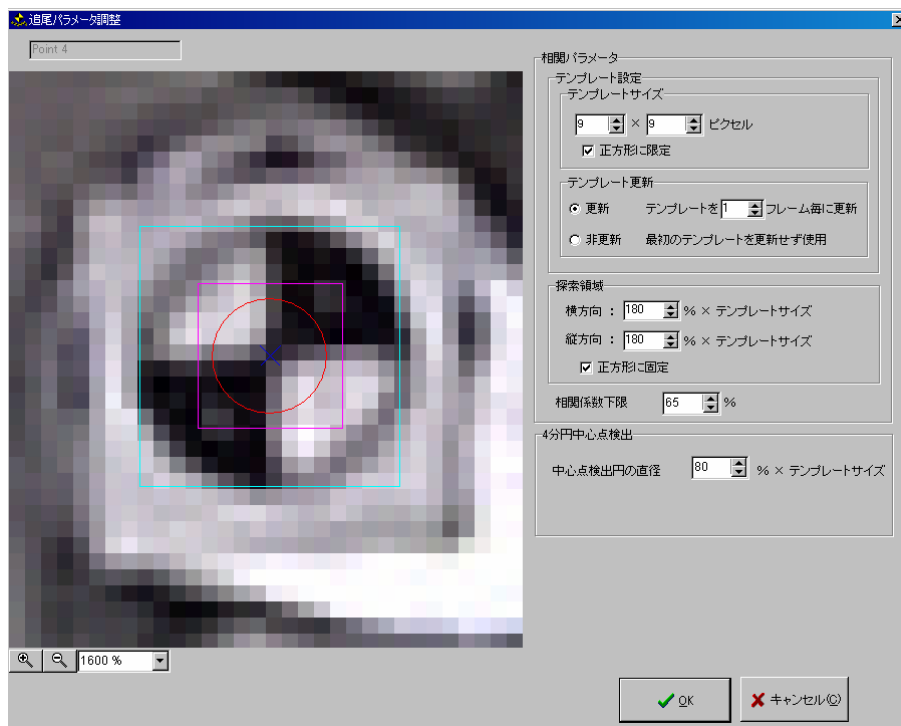 追尾パラメータ調整
Point 4
相関パラメータ
テンプレート設定
テンプレートサイズ
9 × 9 ピクセル
正方形に限定
テンプレート更新
更新 テンプレートを 1 フレーム毎に更新
非更新 最初のテンプレートを更新せず使用
探索領域
横方向 : 180 % × テンプレートサイズ
縦方向 : 180 % × テンプレートサイズ
正方形に固定
相関係数下限 65 %
4分円中心点検出
中心点検出円の直径 80 % × テンプレートサイズ
1600 %
OK
キャンセル(C)